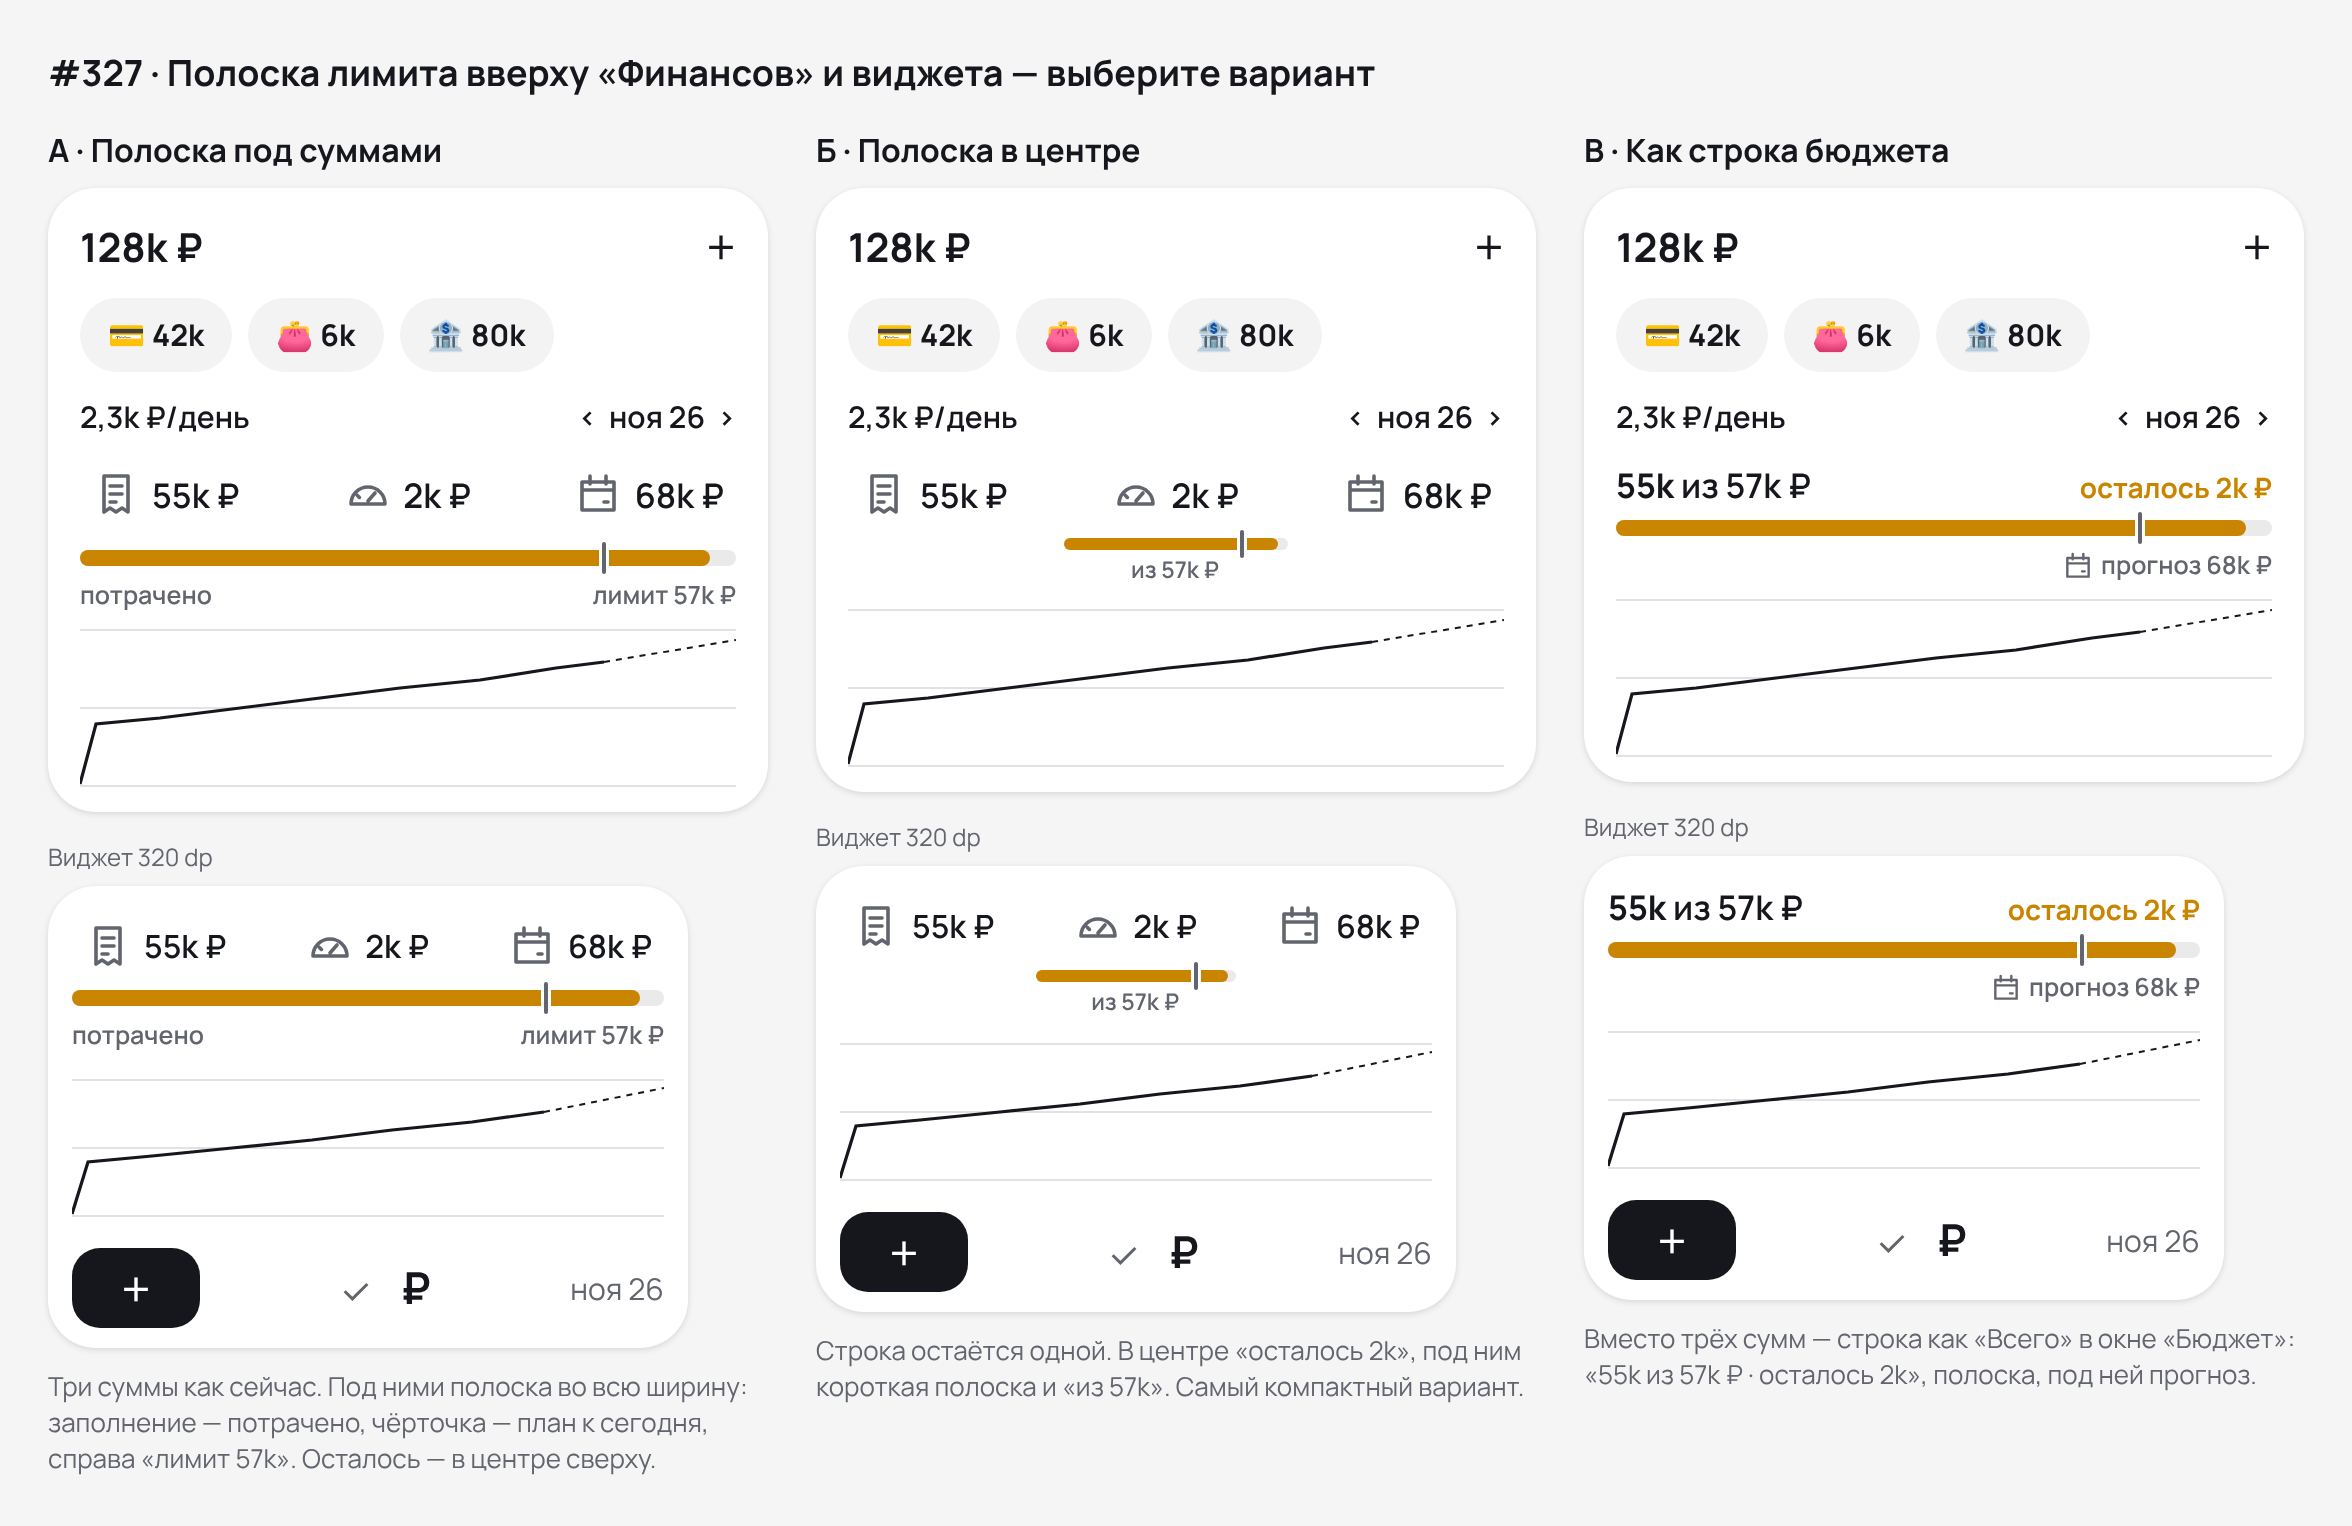 #327 · Полоска лимита вверху «Финансов» и виджета — выберите вариант
А · Полоска под суммами
128k ₽ +
42k 6k 80k
2,3k ₽/день ‹ ноя 26 ›
55k ₽ 2k ₽ 68k ₽
потрачено лимит 57k ₽
Виджет 320 dp
55k ₽ 2k ₽ 68k ₽
потрачено лимит 57k ₽
+ ✓ ₽ ноя 26
Три суммы как сейчас. Под ними полоска во всю ширину:
заполнение — потрачено, чёрточка — план к сегодня,
справа «лимит 57k». Осталось — в центре сверху.
Б · Полоска в центре
128k ₽ +
42k 6k 80k
2,3k ₽/день ‹ ноя 26 ›
55k ₽ 2k ₽ 68k ₽
из 57k ₽
Виджет 320 dp
55k ₽ 2k ₽ 68k ₽
из 57k ₽
+ ✓ ₽ ноя 26
Строка остаётся одной. В центре «осталось 2k», под ним
короткая полоска и «из 57k». Самый компактный вариант.
В · Как строка бюджета
128k ₽ +
42k 6k 80k
2,3k ₽/день ‹ ноя 26 ›
55k из 57k ₽ осталось 2k ₽
прогноз 68k ₽
Виджет 320 dp
55k из 57k ₽ осталось 2k ₽
прогноз 68k ₽
+ ✓ ₽ ноя 26
Вместо трёх сумм — строка как «Всего» в окне «Бюджет»:
«55k из 57k ₽ · осталось 2k», полоска, под ней прогноз.